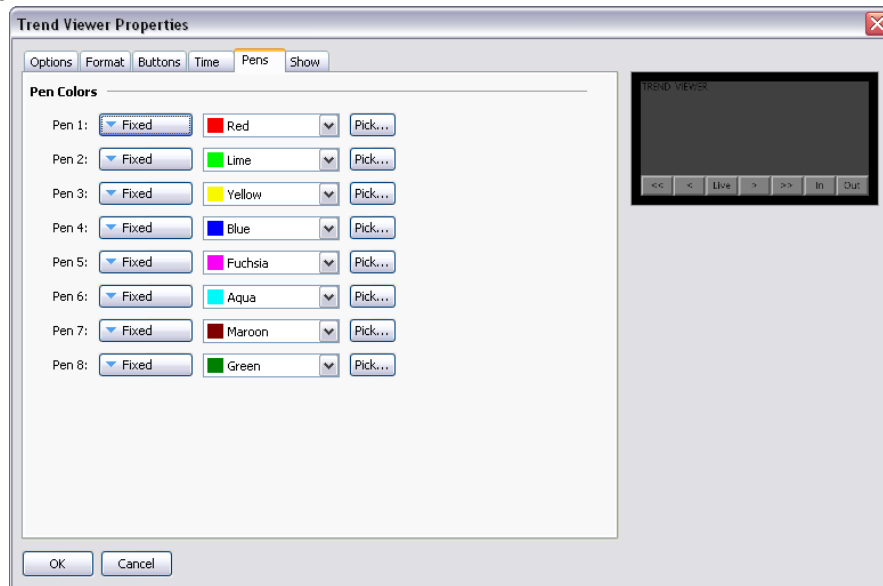 Trend Viewer Properties
Options Format Buttons Time Pens Show
Pen Colors
Pen 1: Fixed Red Pick...
Pen 2: Fixed Lime Pick...
Pen 3: Fixed Yellow Pick...
Pen 4: Fixed Blue Pick...
Pen 5: Fixed Fuchsia Pick...
Pen 6: Fixed Aqua Pick...
Pen 7: Fixed Maroon Pick...
Pen 8: Fixed Green Pick...
TREND VIEWER
<< < Live > >> In Out
OK Cancel